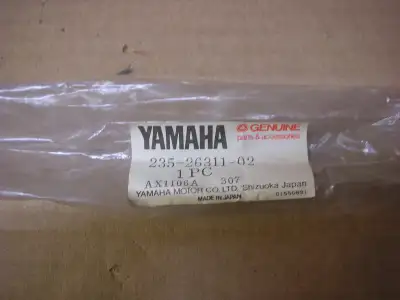 YAMAHA GENUINE
parts & accessories
235-26311-02
1 PC
AX1106A 307
YAMAHA MOTOR CO., LTD. Shizuoka Japan
MADE IN JAPAN